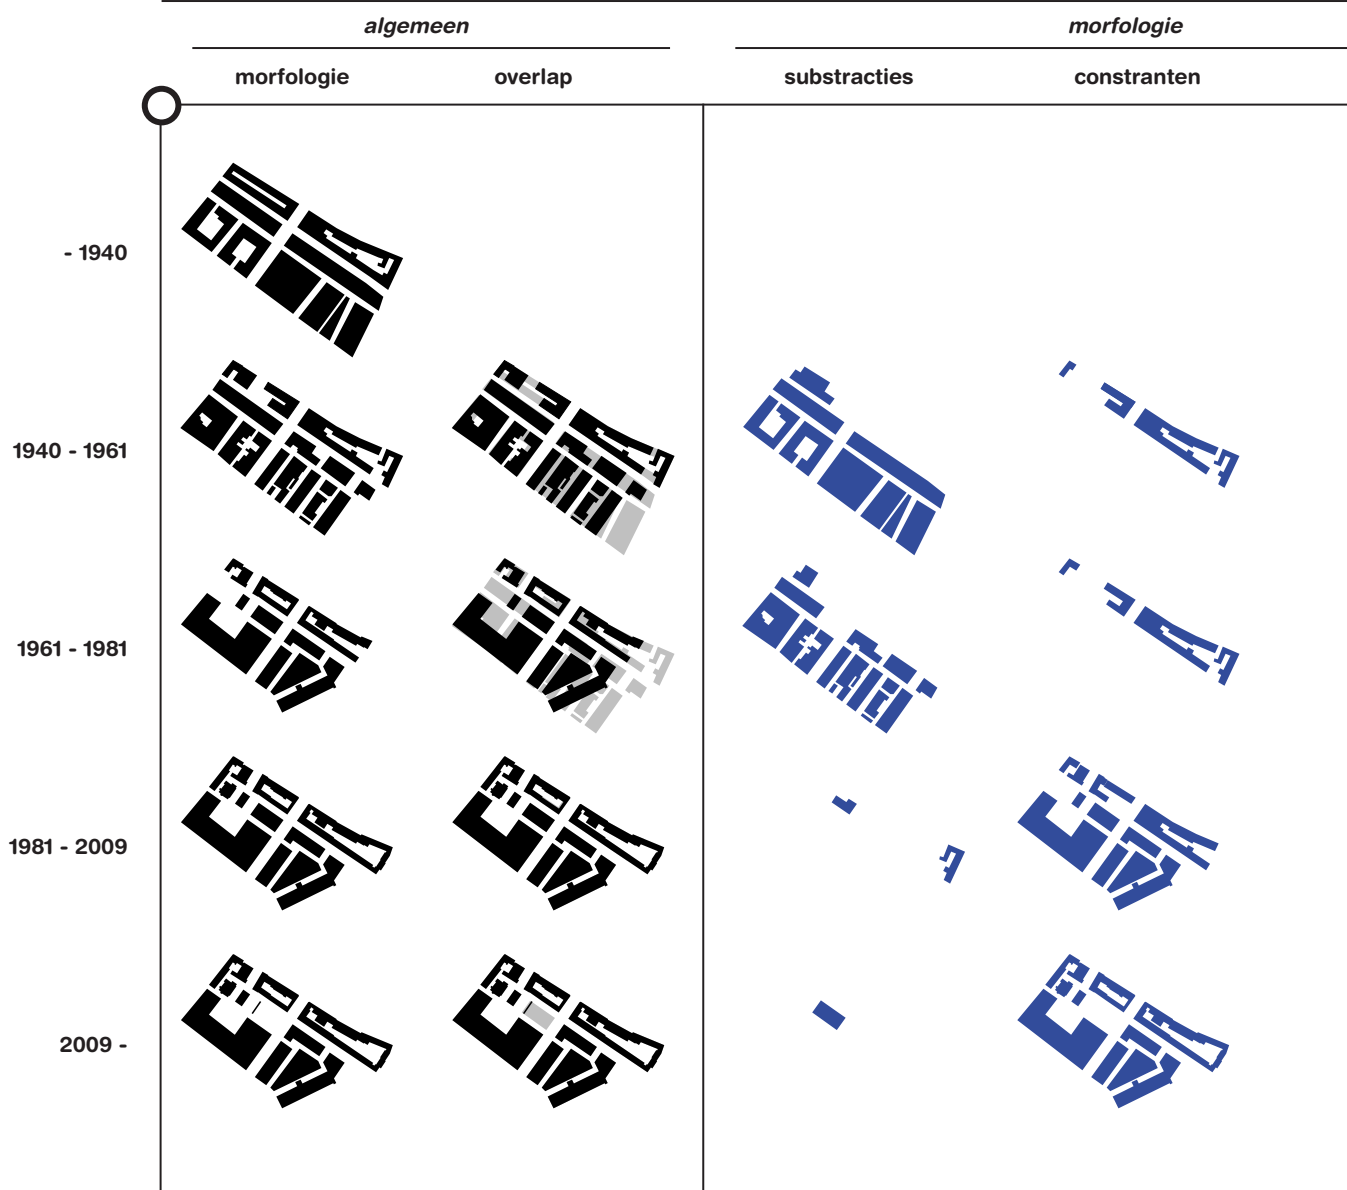 algemeen morfologie
morfologie overlap substracties constranten
- 1940
1940 - 1961
1961 - 1981
1981 - 2009
2009 -